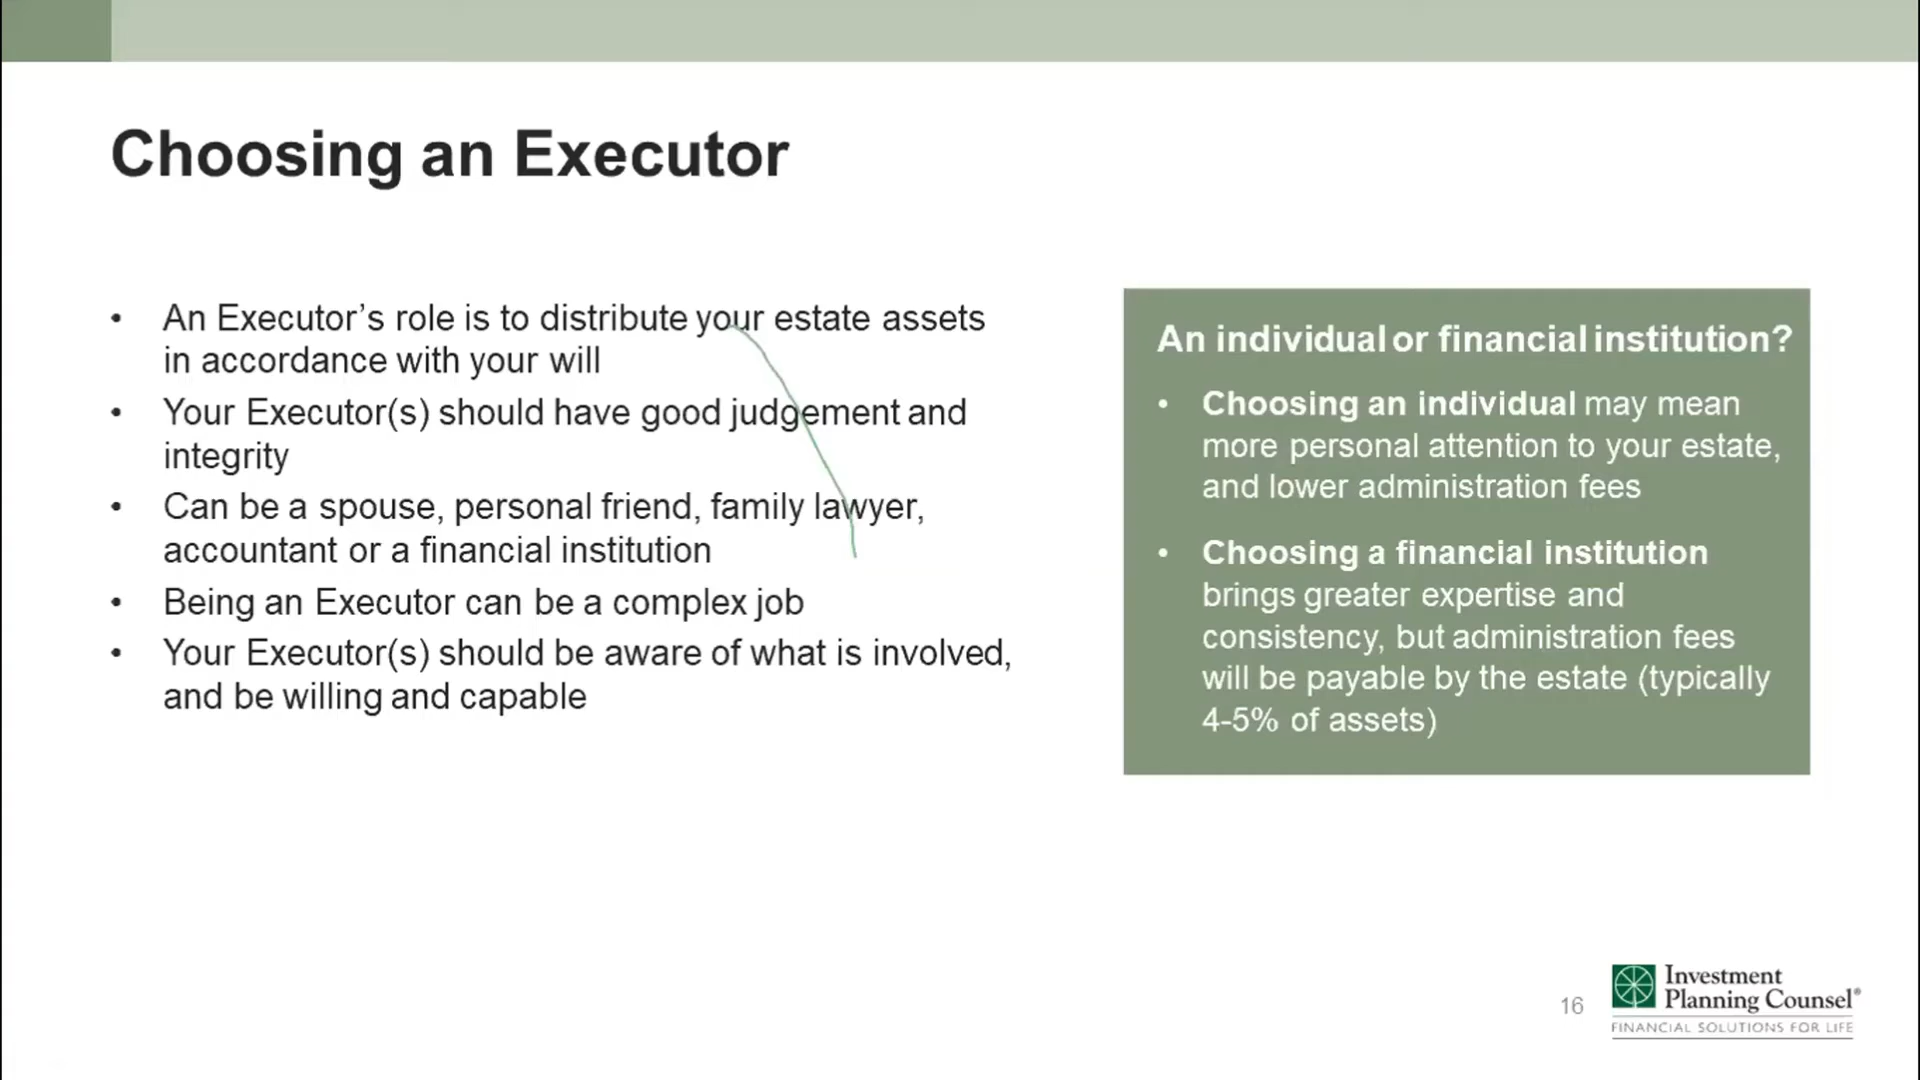 Choosing an Executor
• An Executor’s role is to distribute your estate assets
in accordance with your will
• Your Executor(s) should have good judgement and
integrity
• Can be a spouse, personal friend, family lawyer,
accountant or a financial institution
• Being an Executor can be a complex job
• Your Executor(s) should be aware of what is involved,
and be willing and capable
An individual or financial institution?
• Choosing an individual may mean
more personal attention to your estate,
and lower administration fees
• Choosing a financial institution
brings greater expertise and
consistency, but administration fees
will be payable by the estate (typically
4-5% of assets)
16
Investment
Planning Counsel®
FINANCIAL SOLUTIONS FOR LIFE